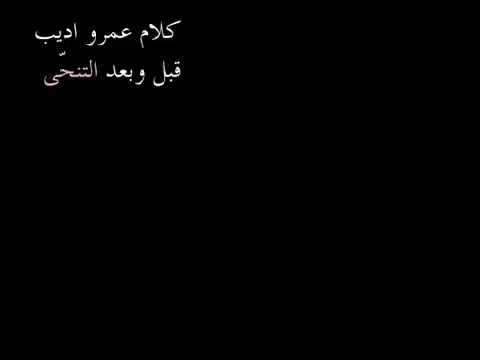 كلام عمرو اديب
قبل وبعد التنحّى